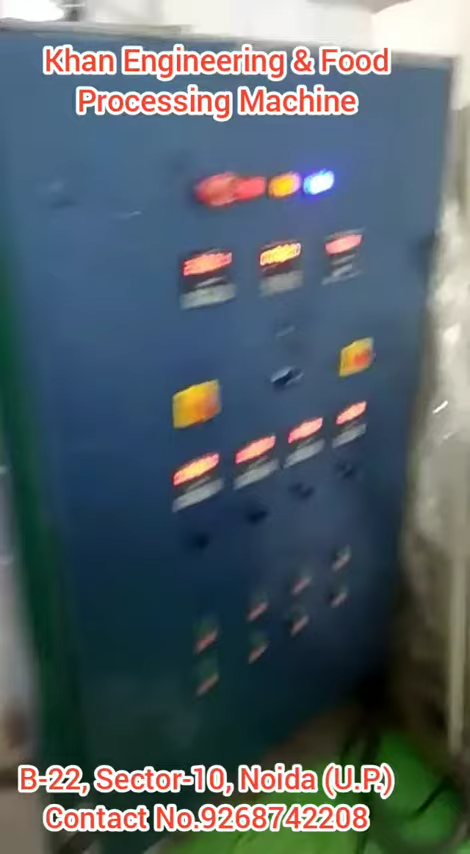 Khan Engineering & Food
Processing Machine
B-22, Sector-10, Noida (U.P.)
Contact No.9268742208